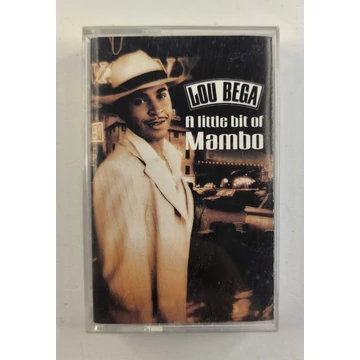 LOU BEGA
A little bit of
Mambo